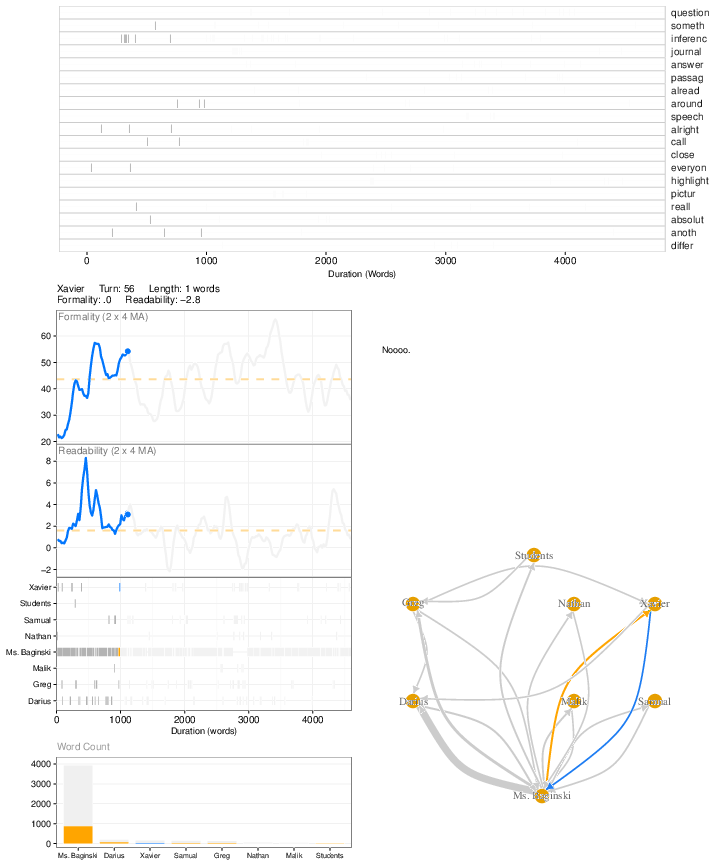 question
someth
inferenc
journal
answer
passag
alread
around
speech
alright
call
close
everyon
highlight
pictur
reall
absolut
anoth
differ
0 1000 2000 3000 4000
Duration (Words)
Xavier Turn: 56 Length: 1 words
Formality: .0 Readability: −2.8
Formality (2 x 4 MA)
60
50
40
30
20
Noooo.
Readability (2 x 4 MA)
8
6
4
2
0
−2
Xavier
Students
Samual
Nathan
Ms. Baginski
Malik
Greg
Darius
0 1000 2000 3000 4000
Duration (words)
Word Count
4000
3000
2000
1000
0
Ms. Baginski Darius Xavier Samual Greg Nathan Malik Students
Students
Greg Nathan Xavier
Darius Malik Samual
Ms. Baginski